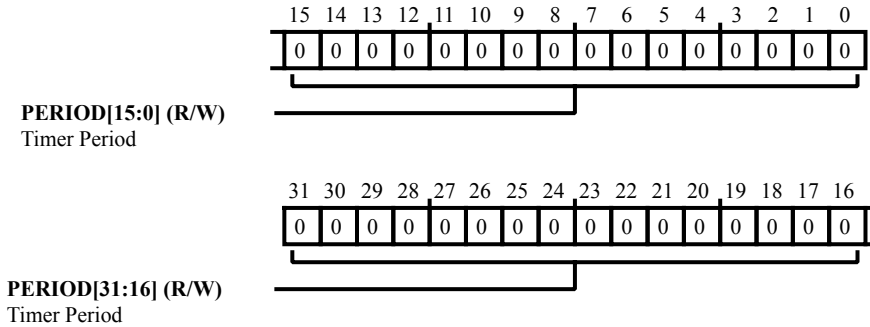 15 14 13 12 11 10 9 8 7 6 5 4 3 2 1 0
0 0 0 0 0 0 0 0 0 0 0 0 0 0 0 0
PERIOD[15:0] (R/W)
Timer Period
31 30 29 28 27 26 25 24 23 22 21 20 19 18 17 16
0 0 0 0 0 0 0 0 0 0 0 0 0 0 0 0
PERIOD[31:16] (R/W)
Timer Period